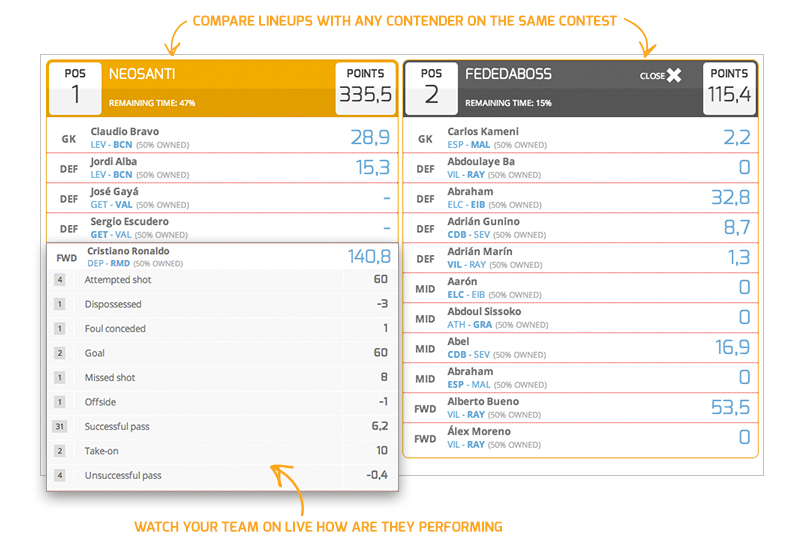 COMPARE LINEUPS WITH ANY CONTENDER ON THE SAME CONTEST
POS
1
NEOSANTI
REMAINING TIME: 47%
POINTS
335,5
GK
Claudio Bravo
LEV - BCN (50% OWNED)
28,9
DEF
Jordi Alba
LEV - BCN (50% OWNED)
15,3
DEF
José Gayá
GET - VAL (50% OWNED)
-
DEF
Sergio Escudero
GET - VAL (50% OWNED)
-
FWD
Cristiano Ronaldo
DEP - RMD (50% OWNED)
140,8
4 Attempted shot 60
1 Dispossessed -3
1 Foul conceded 1
2 Goal 60
1 Missed shot 8
1 Offside -1
31 Successful pass 6,2
2 Take-on 10
4 Unsuccessful pass -0,4
POS
2
FEDEDABOSS
REMAINING TIME: 15%
CLOSE
POINTS
115,4
GK
Carlos Kameni
ESP - MAL (50% OWNED)
2,2
DEF
Abdoulaye Ba
VIL - RAY (50% OWNED)
0
DEF
Abraham
ELC - EIB (50% OWNED)
32,8
DEF
Adrián Gunino
CDB - SEV (50% OWNED)
8,7
DEF
Adrián Marín
VIL - RAY (50% OWNED)
1,3
MID
Aarón
ELC - EIB (50% OWNED)
0
MID
Abdoul Sissoko
ATH - GRA (50% OWNED)
0
MID
Abel
CDB - SEV (50% OWNED)
16,9
MID
Abraham
ESP - MAL (50% OWNED)
0
FWD
Alberto Bueno
VIL - RAY (50% OWNED)
53,5
FWD
Álex Moreno
VIL - RAY (50% OWNED)
0
WATCH YOUR TEAM ON LIVE HOW ARE THEY PERFORMING